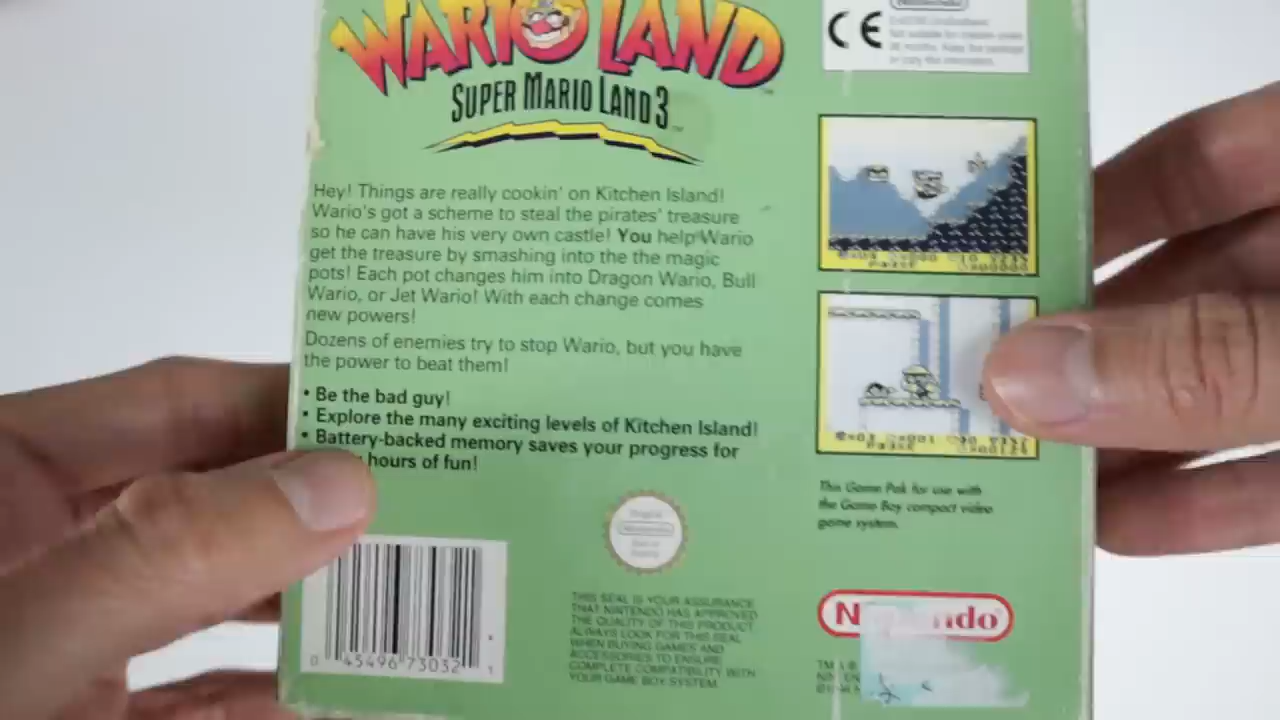 WARIO LAND
SUPER MARIO LAND 3
Hey! Things are really cookin' on Kitchen Island!
Wario's got a scheme to steal the pirates' treasure
so he can have his very own castle! You help Wario
get the treasure by smashing into the the magic
pots! Each pot changes him into Dragon Wario, Bull
Wario, or Jet Wario! With each change comes
new powers!
Dozens of enemies try to stop Wario, but you have
the power to beat them!
• Be the bad guy!
• Explore the many exciting levels of Kitchen Island!
• Battery-backed memory saves your progress for
hours of fun!
0 45496 73032 1
THIS SEAL IS YOUR ASSURANCE
THAT NINTENDO HAS APPROVED
THE QUALITY OF THIS PRODUCT.
ALWAYS LOOK FOR THIS SEAL
WHEN BUYING GAMES AND
ACCESSORIES TO ENSURE
COMPLETE COMPATIBILITY WITH
YOUR GAME BOY SYSTEM.
Nintendo
CE
This Game Pak for use with
the Game Boy compact video
game system.
Nintendo